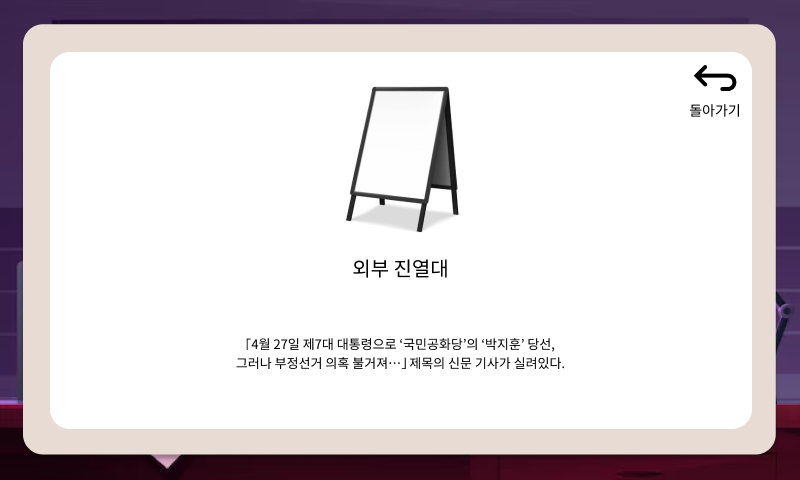 돌아가기
외부 진열대
「4월 27일 제7대 대통령으로 ‘국민공화당’의 ‘박지훈’ 당선,
그러나 부정선거 의혹 불거져…」 제목의 신문 기사가 실려있다.